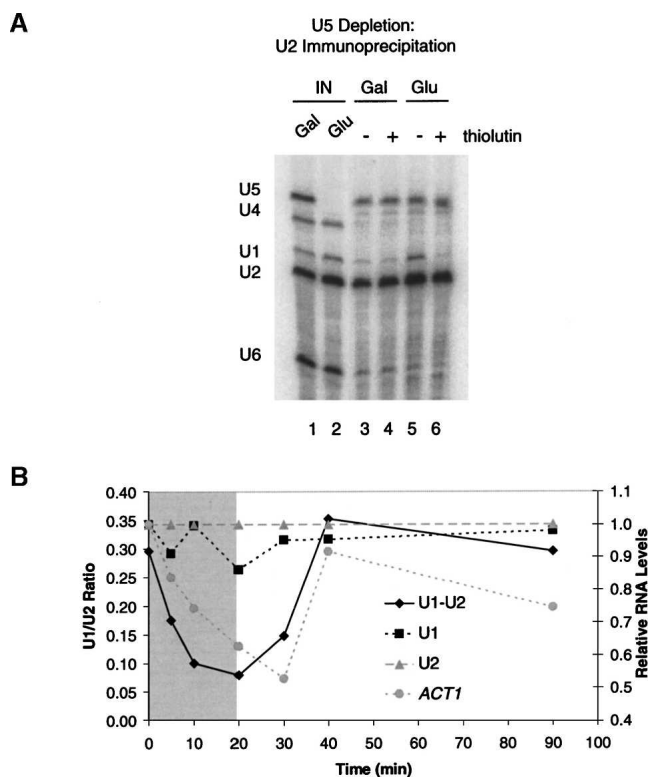 A
U5 Depletion:
U2 Immunoprecipitation
IN Gal Glu
Gal Glu - + - + thiolutin
U5
U4
U1
U2
U6
1 2 3 4 5 6
B
0.40
0.35
0.30
0.25
0.20
0.15
0.10
0.05
0.00
U1/U2 Ratio
1.1
1.0
0.9
0.8
0.7
0.6
0.5
0.4
Relative RNA Levels
U1-U2
U1
U2
ACT1
0 10 20 30 40 50 60 70 80 90 100
Time (min)